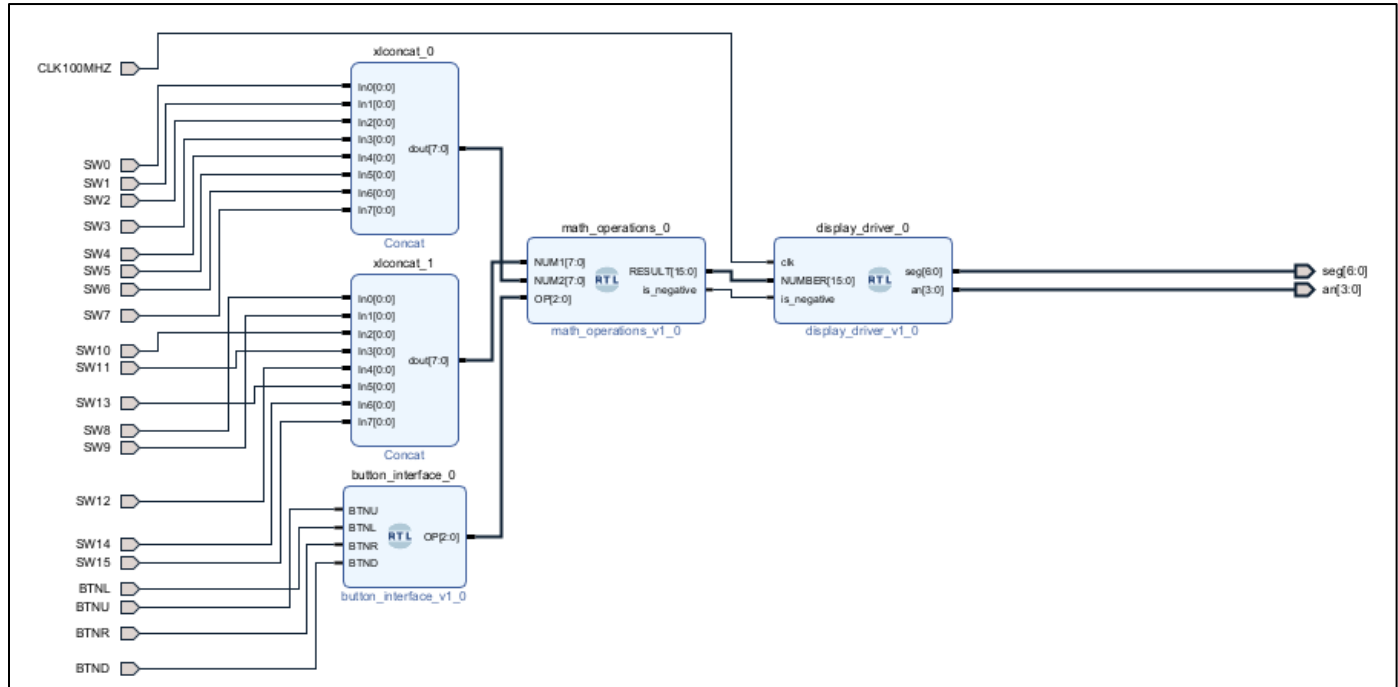 CLK100MHZ
SW0
SW1
SW2
SW3
SW4
SW5
SW6
SW7
SW10
SW11
SW13
SW8
SW9
SW12
SW14
SW15
BTNL
BTNU
BTNR
BTND
xlconcat_0
In0[0:0]
In1[0:0]
In2[0:0]
In3[0:0]
In4[0:0]
In5[0:0]
In6[0:0]
In7[0:0]
dout[7:0]
Concat
xlconcat_1
In0[0:0]
In1[0:0]
In2[0:0]
In3[0:0]
In4[0:0]
In5[0:0]
In6[0:0]
In7[0:0]
dout[7:0]
Concat
button_interface_0
BTNU
BTNL
BTNR
BTND
RTL
OP[2:0]
button_interface_v1_0
math_operations_0
NUM1[7:0]
NUM2[7:0]
OP[2:0]
RTL
RESULT[15:0]
is_negative
math_operations_v1_0
display_driver_0
clk
NUMBER[15:0]
is_negative
RTL
seg[6:0]
an[3:0]
display_driver_v1_0
seg[6:0]
an[3:0]